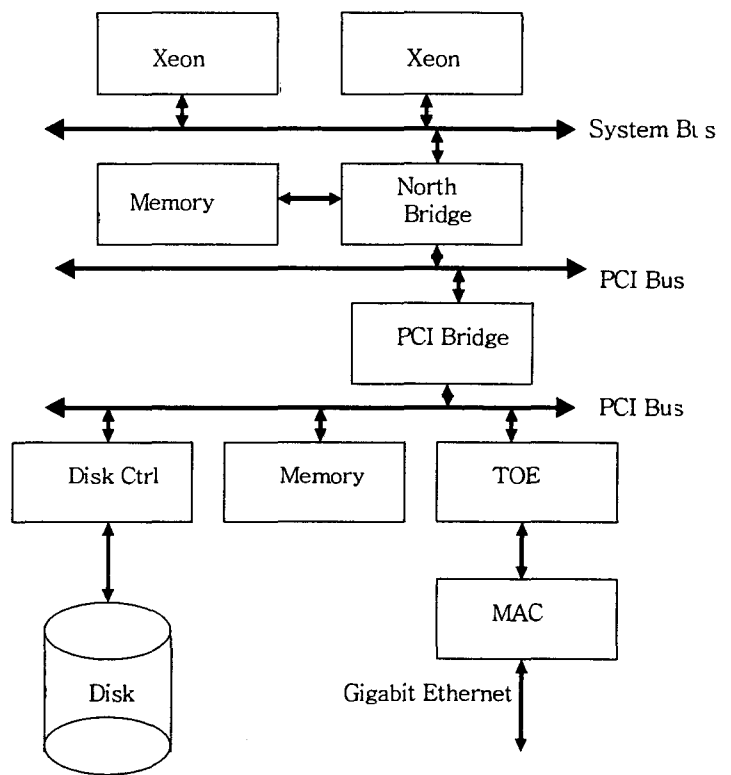 Xeon
Xeon
System Bus
Memory
North
Bridge
PCI Bus
PCI Bridge
PCI Bus
Disk Ctrl
Memory
TOE
MAC
Disk
Gigabit Ethernet